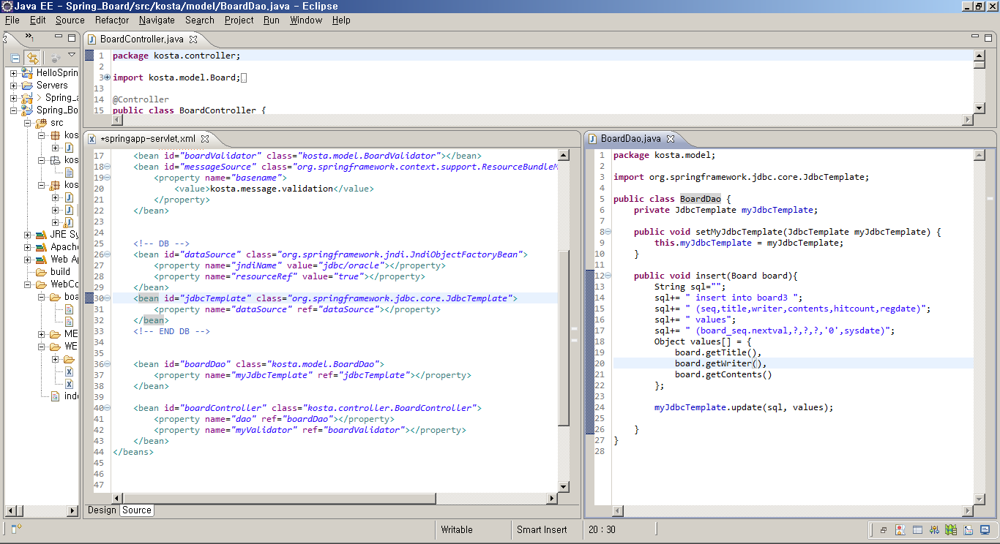 Java EE - Spring_Board/src/kosta/model/BoardDao.java - Eclipse
File Edit Source Refactor Navigate Search Project Run Window Help
»1
HelloSprin
Servers
> Spring_a
Spring_Bo
src
kos
kos
kos
JRE Sy
Apache
Web Ap
build
WebCo
boa
ME
WE
inde
BoardController.java
1 package kosta.controller;
2
3 import kosta.model.Board;
13
14 @Controller
15 public class BoardController {
*springapp-servlet.xml
17 <bean id="boardValidator" class="kosta.model.BoardValidator"></bean>
18 <bean id="messageSource" class="org.springframework.context.support.ResourceBundleM
19 <property name="basename">
20 <value>kosta.message.validation</value>
21 </property>
22 </bean>
23
24
25 <!-- DB -->
26 <bean id="dataSource" class="org.springframework.jndi.JndiObjectFactoryBean">
27 <property name="jndiName" value="jdbc/oracle"></property>
28 <property name="resourceRef" value="true"></property>
29 </bean>
30 <bean id="jdbcTemplate" class="org.springframework.jdbc.core.JdbcTemplate">
31 <property name="dataSource" ref="dataSource"></property>
32 </bean>
33 <!-- END DB -->
34
35
36 <bean id="boardDao" class="kosta.model.BoardDao">
37 <property name="myJdbcTemplate" ref="jdbcTemplate"></property>
38 </bean>
39
40 <bean id="boardController" class="kosta.controller.BoardController">
41 <property name="dao" ref="boardDao"></property>
42 <property name="myValidator" ref="boardValidator"></property>
43 </bean>
44 </beans>
45
46
47
Design Source
BoardDao.java
1 package kosta.model;
2
3 import org.springframework.jdbc.core.JdbcTemplate;
4
5 public class BoardDao {
6 private JdbcTemplate myJdbcTemplate;
7
8 public void setMyJdbcTemplate(JdbcTemplate myJdbcTemplate) {
9 this.myJdbcTemplate = myJdbcTemplate;
10 }
11
12 public void insert(Board board){
13 String sql="";
14 sql+= " insert into board3 ";
15 sql+= " (seq,title,writer,contents,hitcount,regdate)";
16 sql+= " values";
17 sql+= " (board_seq.nextval,?,?,?,'0',sysdate)";
18 Object values[] = {
19 board.getTitle(),
20 board.getWriter(),
21 board.getContents()
22 };
23
24 myJdbcTemplate.update(sql, values);
25
26 }
27 }
28
Writable Smart Insert 20 : 30